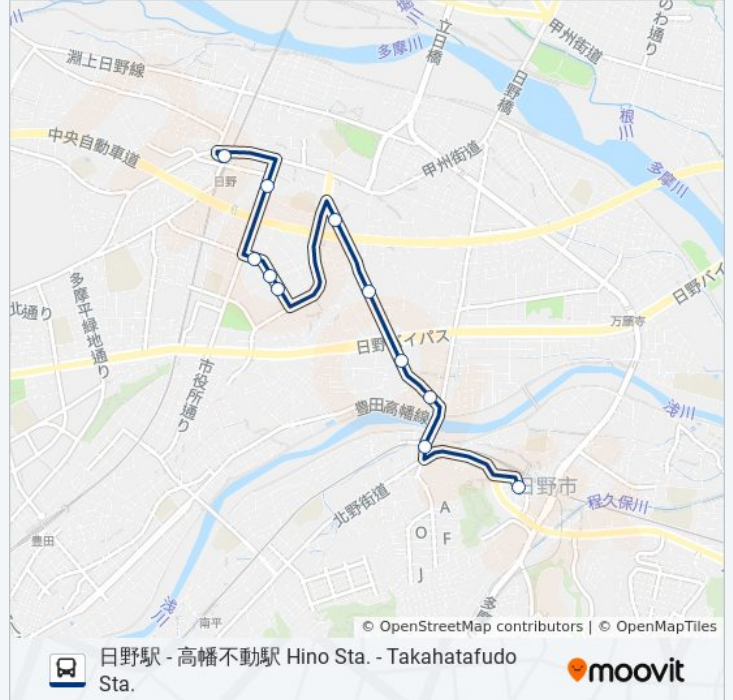 多摩川
立日橋
甲州街道
のわ通り
淵上日野線
日野橋
根川
中央自動車道
甲州街道
多摩川
日野
多摩平緑地通り
北通り
日野バイ
万願寺
日野バイパス
市役所通り
浅川
豊田高幡線
日野市
北野街道
程久保川
A
O F
J
豊田
浅川
南平
多
© OpenStreetMap contributors | © OpenMapTiles
日野駅 - 高幡不動駅 Hino Sta. - Takahatafudo
Sta.
moovit